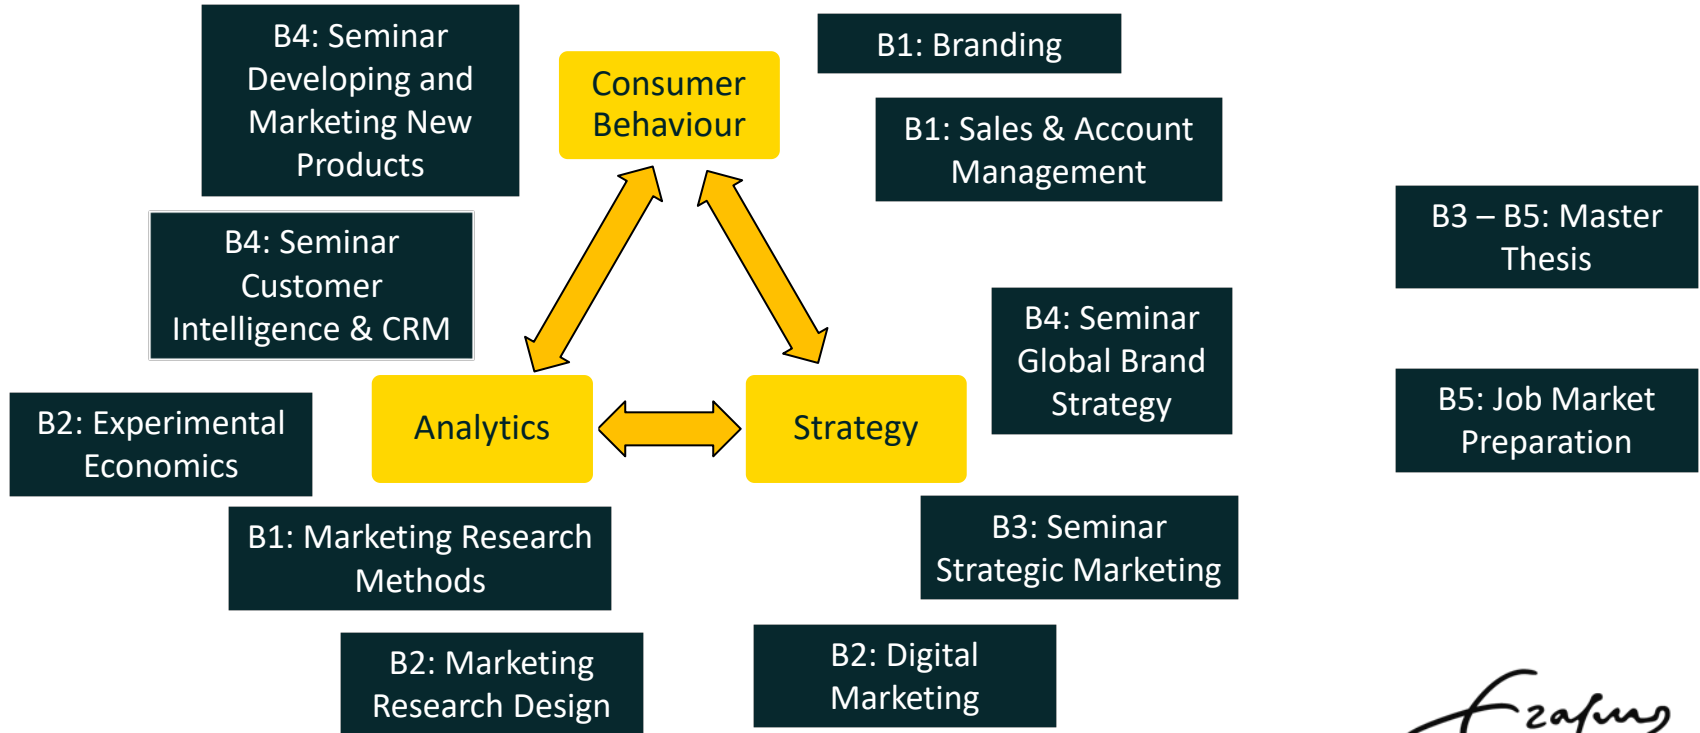 B4: Seminar
Developing and
Marketing New
Products
Consumer
Behaviour
B1: Branding
B1: Sales & Account
Management
B4: Seminar
Customer
Intelligence & CRM
B3 – B5: Master
Thesis
B4: Seminar
Global Brand
Strategy
B2: Experimental
Economics
Analytics
Strategy
B5: Job Market
Preparation
B1: Marketing Research
Methods
B3: Seminar
Strategic Marketing
B2: Marketing
Research Design
B2: Digital
Marketing
Erasmus